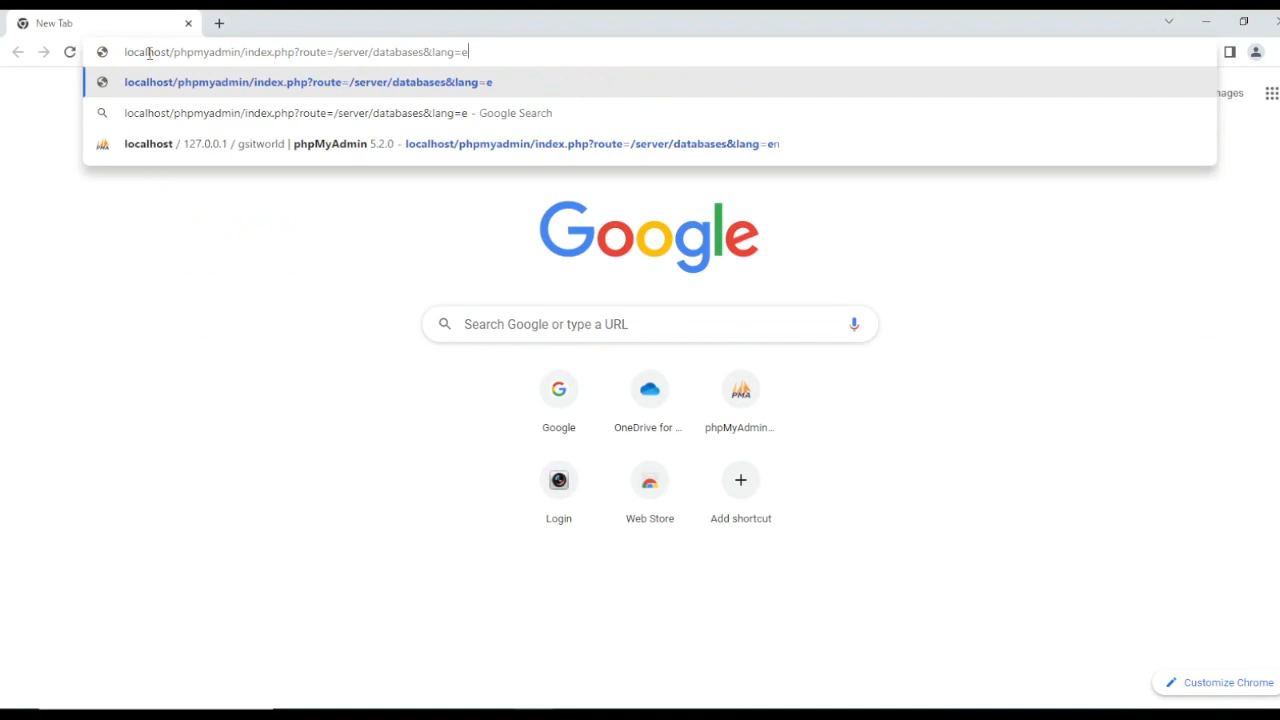 New Tab
localhost/phpmyadmin/index.php?route=/server/databases&lang=e
localhost/phpmyadmin/index.php?route=/server/databases&lang=e
localhost/phpmyadmin/index.php?route=/server/databases&lang=e - Google Search
localhost / 127.0.0.1 / gsitworld | phpMyAdmin 5.2.0 - localhost/phpmyadmin/index.php?route=/server/databases&lang=en
Google
Search Google or type a URL
G
PMA
Google
OneDrive for ...
phpMyAdmin...
Login
Web Store
Add shortcut
Customize Chrome